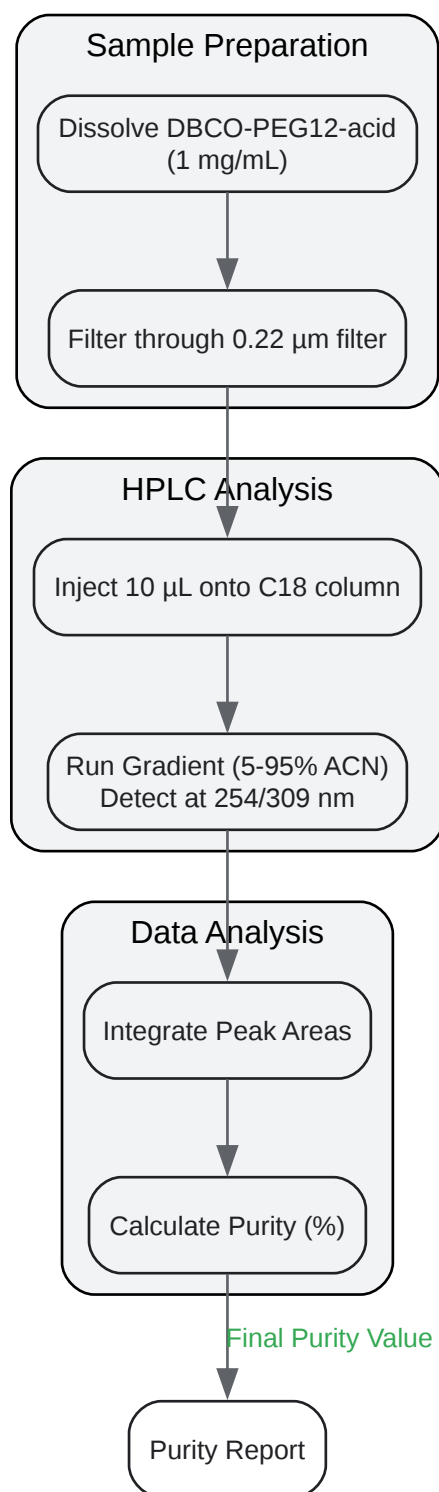 Sample Preparation
Dissolve DBCO-PEG12-acid
(1 mg/mL)
Filter through 0.22 µm filter
HPLC Analysis
Inject 10 µL onto C18 column
Run Gradient (5-95% ACN)
Detect at 254/309 nm
Data Analysis
Integrate Peak Areas
Calculate Purity (%)
Final Purity Value
Purity Report